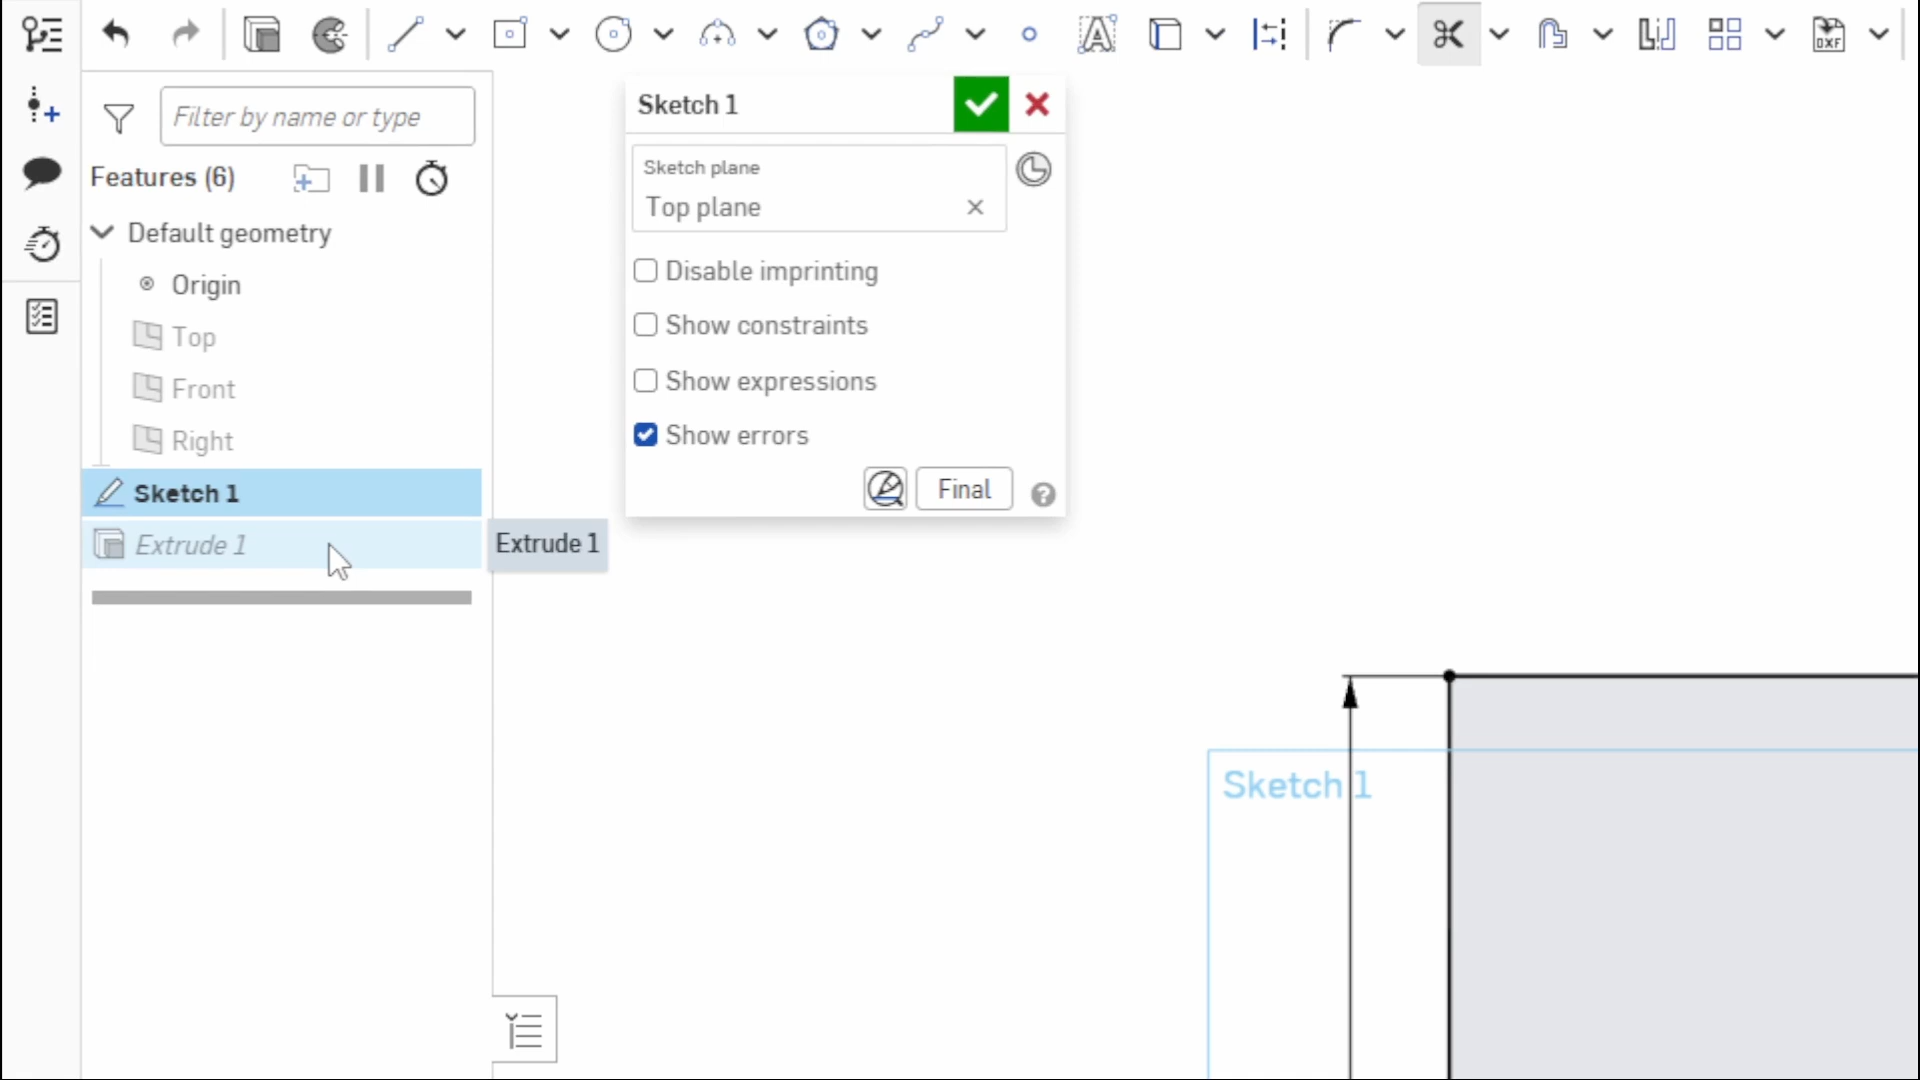 DXF
Filter by name or type
Features (6)
Default geometry
Origin
Top
Front
Right
Sketch 1
Extrude 1
Extrude 1
Sketch 1
Sketch plane
Top plane
Disable imprinting
Show constraints
Show expressions
Show errors
Final
Sketch 1